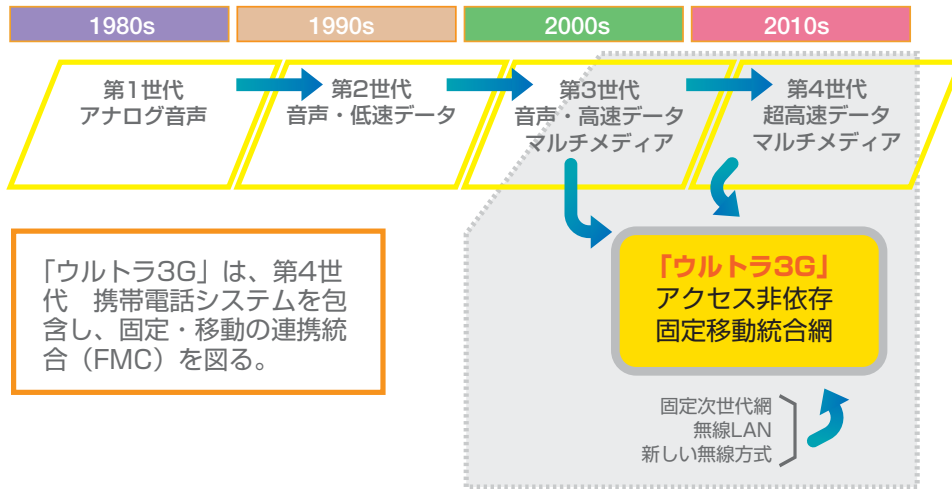 1980s
1990s
2000s
2010s
第1世代
アナログ音声
第2世代
音声・低速データ
第3世代
音声・高速データ
マルチメディア
第4世代
超高速データ
マルチメディア
「ウルトラ3G」は、第4世
代　携帯電話システムを包
含し、固定・移動の連携統
合（FMC）を図る。
「ウルトラ3G」
アクセス非依存
固定移動統合網
固定次世代網
無線LAN
新しい無線方式